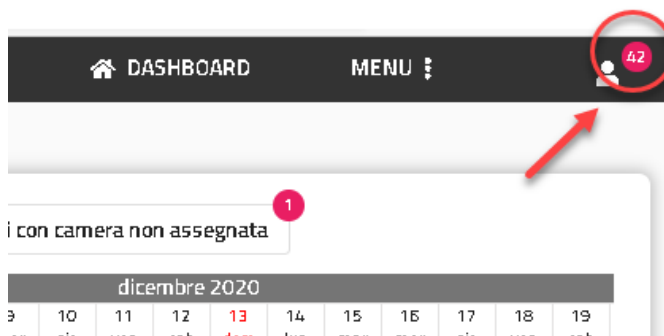 42
DASHBOARD MENU
1
i con camera non assegnata
dicembre 2020
10 11 12 13 14 15 16 17 18 19